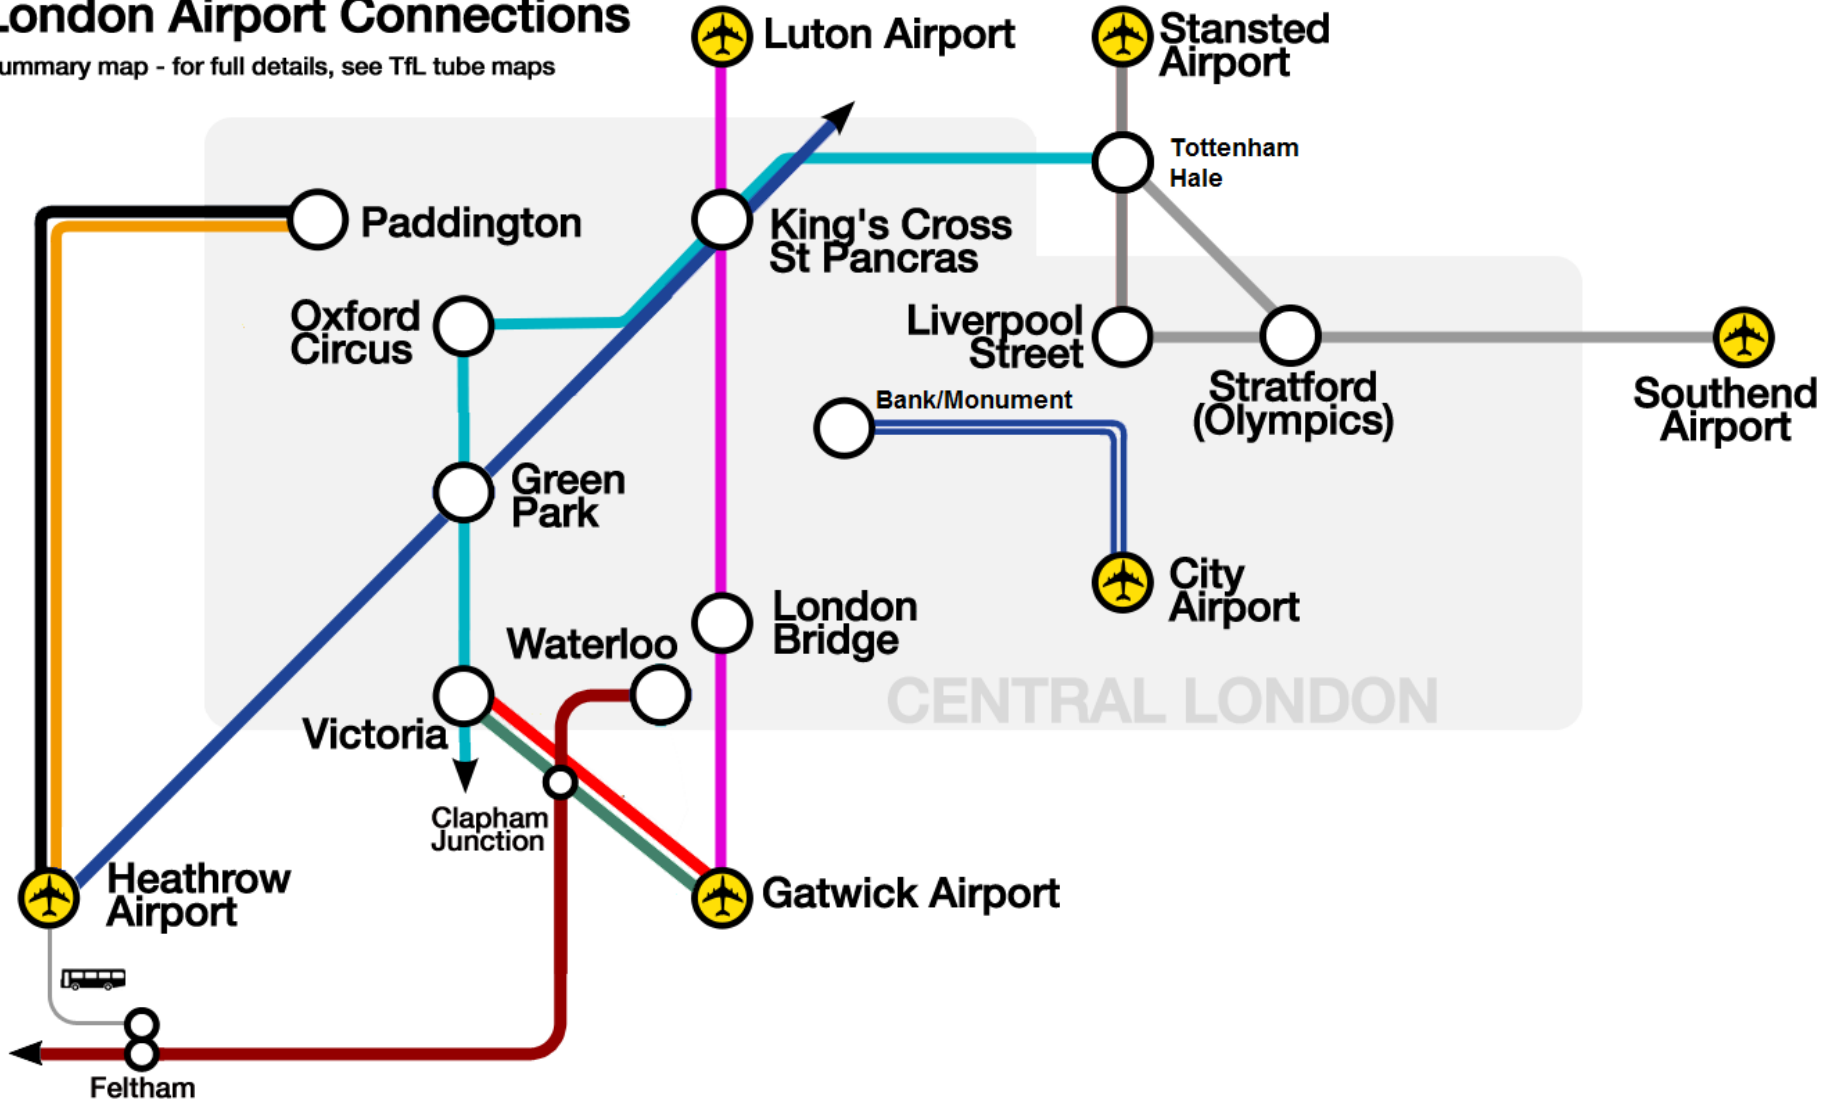 London Airport Connections
ummary map - for full details, see TfL tube maps
Luton Airport
Stansted
Airport
Tottenham
Hale
Paddington
King's Cross
St Pancras
Oxford
Circus
Liverpool
Street
Stratford
(Olympics)
Southend
Airport
Bank/Monument
Green
Park
City
Airport
London
Bridge
Waterloo
CENTRAL LONDON
Victoria
Clapham
Junction
Heathrow
Airport
Gatwick Airport
Feltham